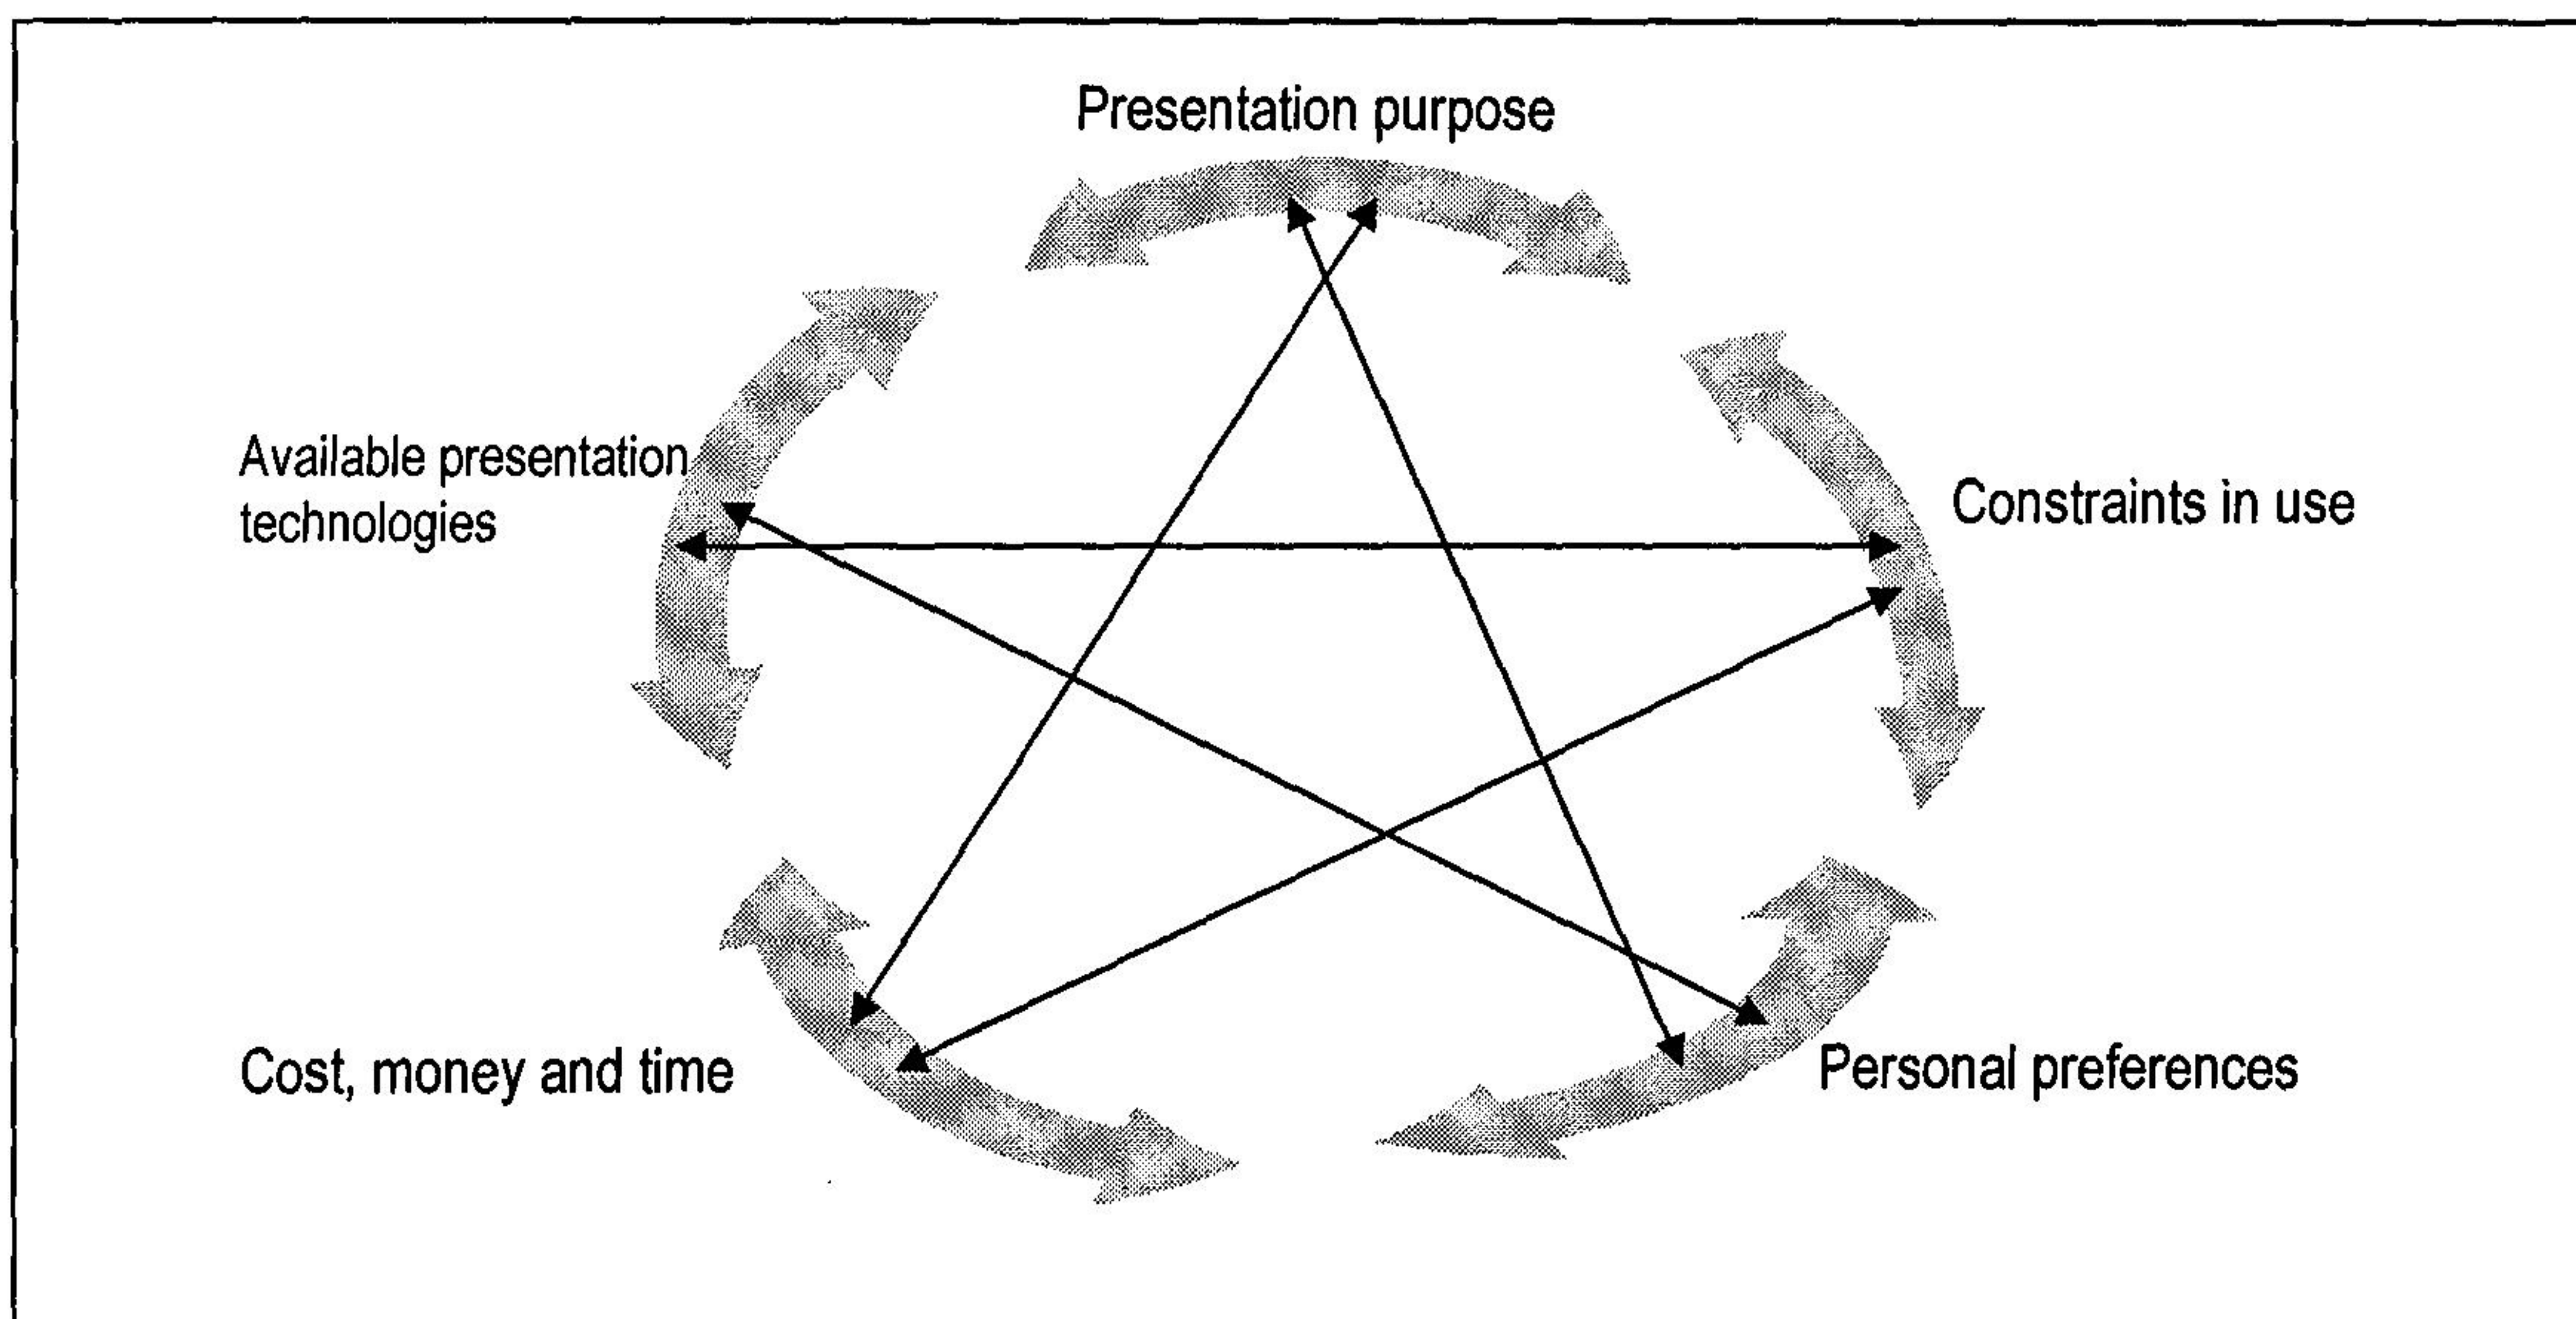 Presentation purpose
Available presentation
technologies
Constraints in use
Cost, money and time
Personal preferences